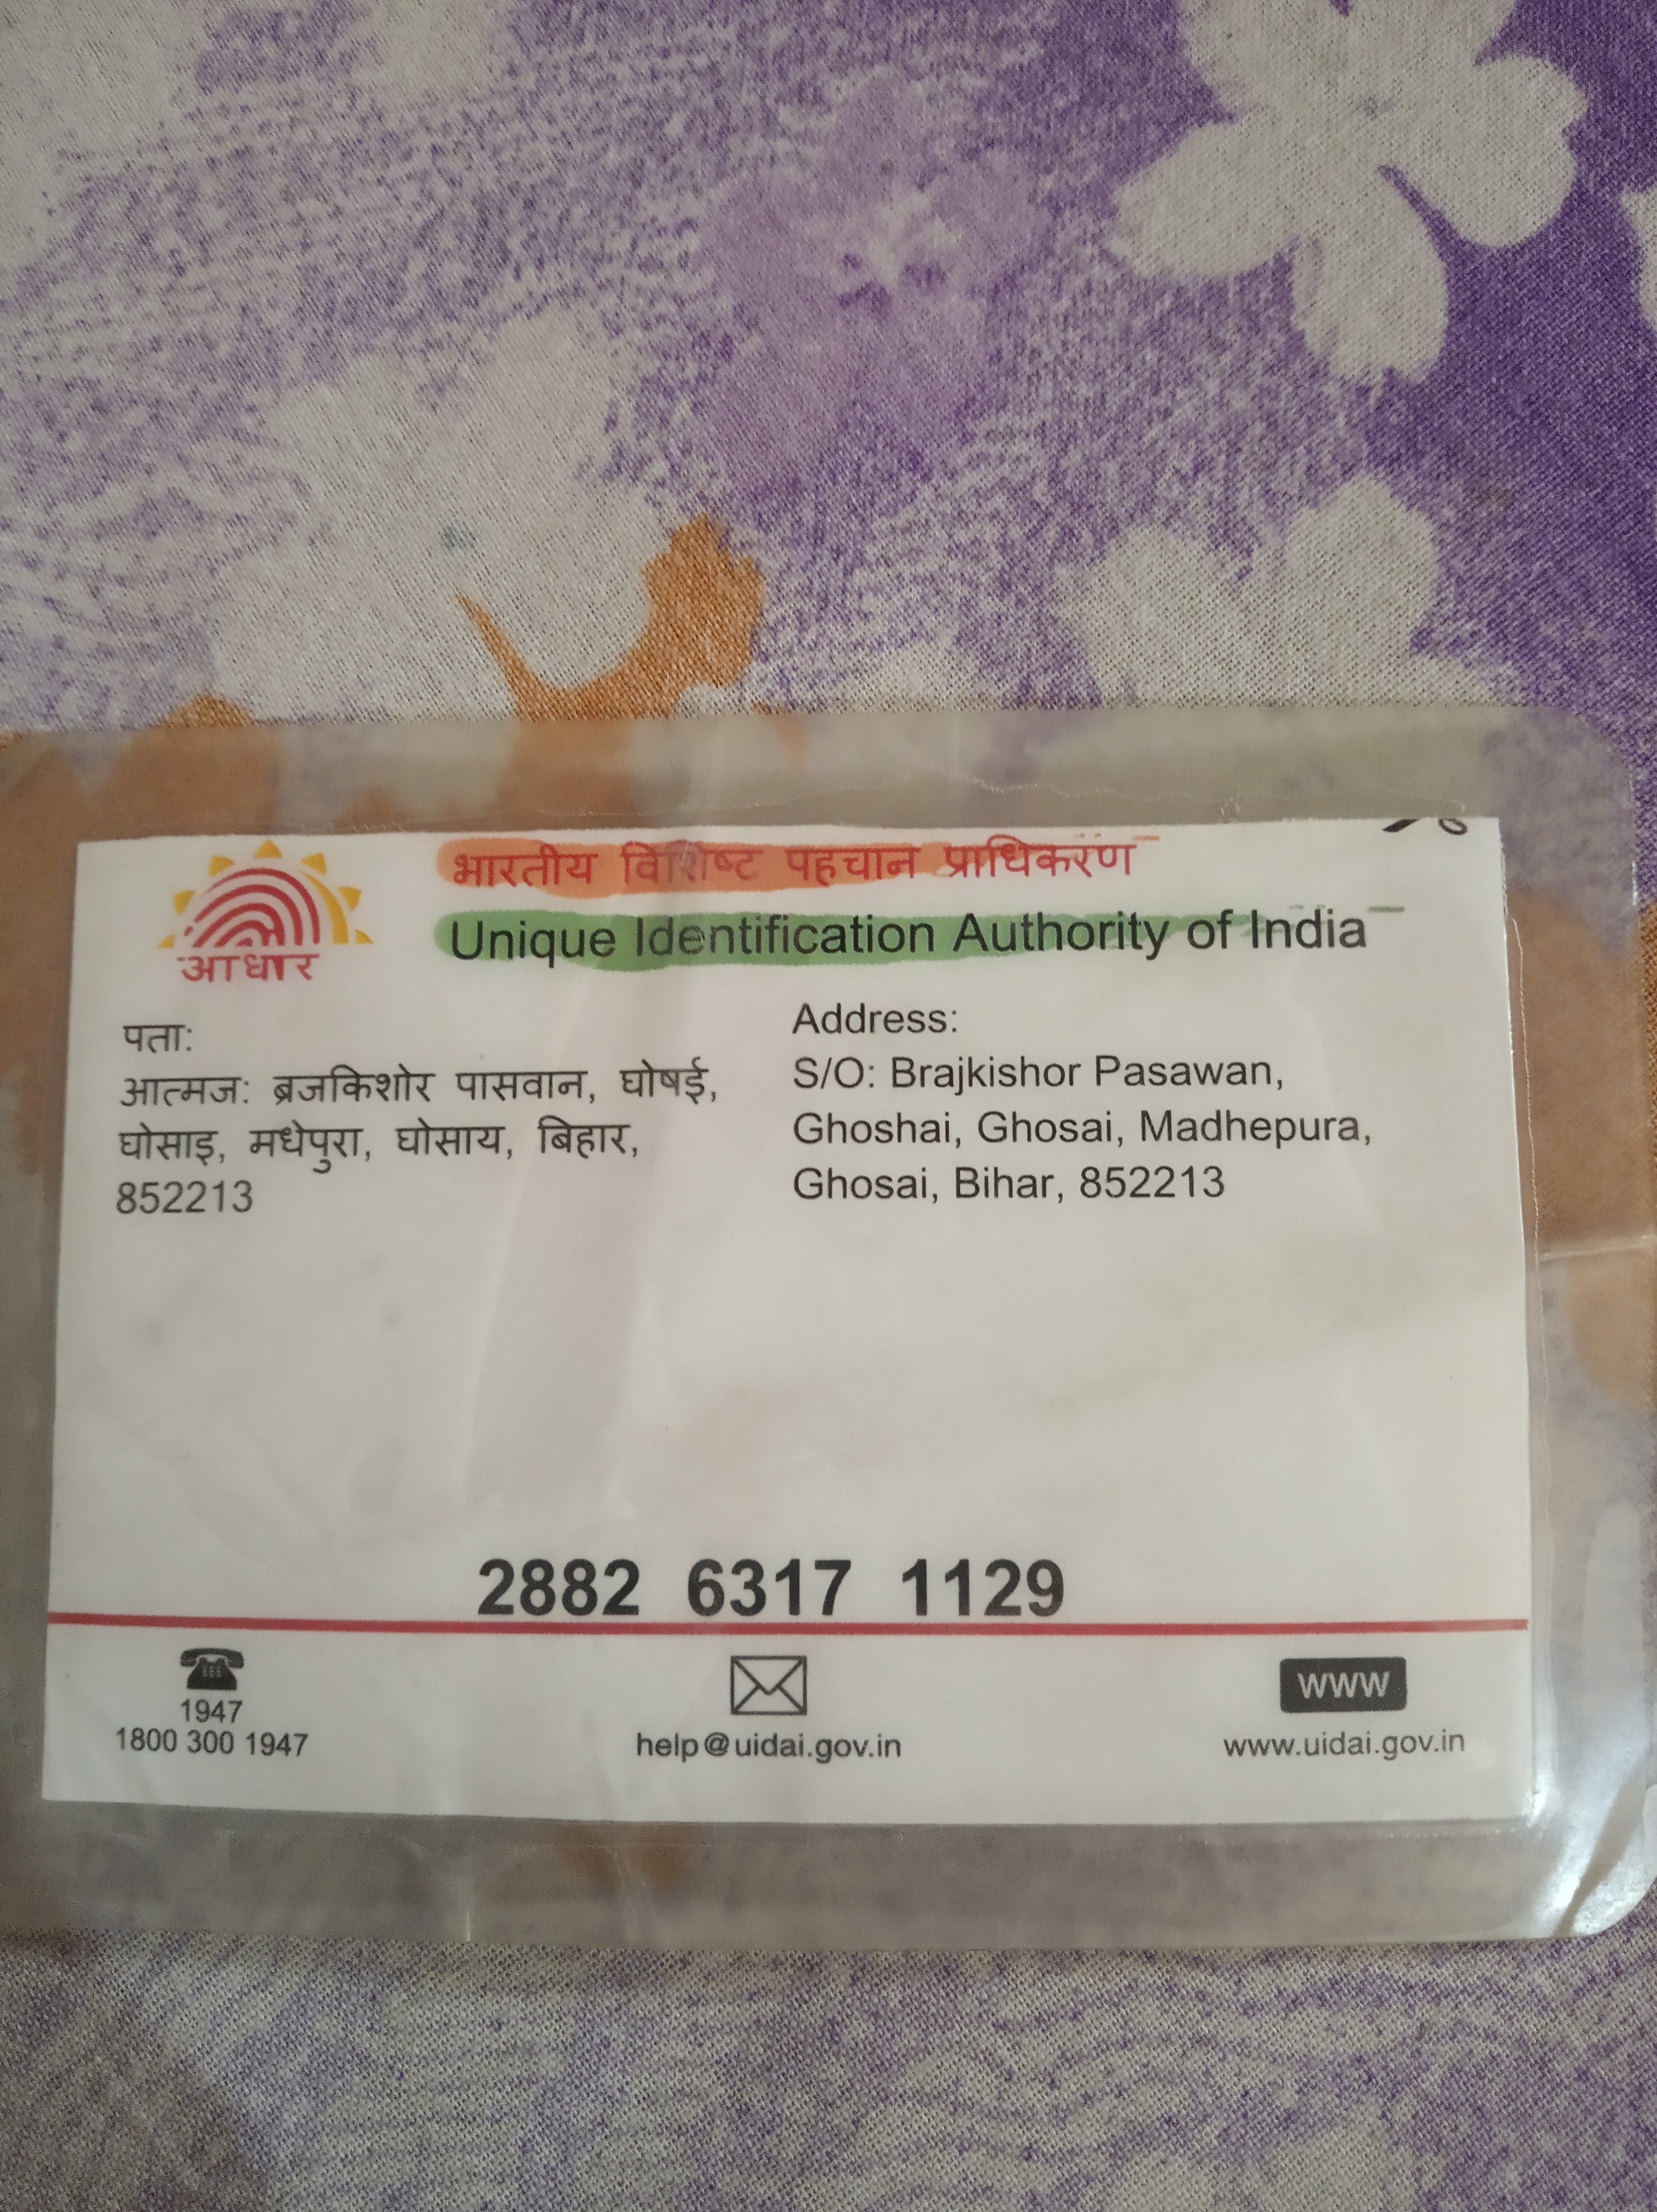 भारतीय विशिष्ट पहचान प्राधिकरण
Unique Identification Authority of India
आधार
पता:
आत्मज: ब्रजकिशोर पासवान, घोषई,
घोसाइ, मधेपुरा, घोसाय, बिहार,
852213
Address:
S/O: Brajkishor Pasawan,
Ghoshai, Ghosai, Madhepura,
Ghosai, Bihar, 852213
2882 6317 1129
1947
1800 300 1947
help@uidai.gov.in
WWW
www.uidai.gov.in